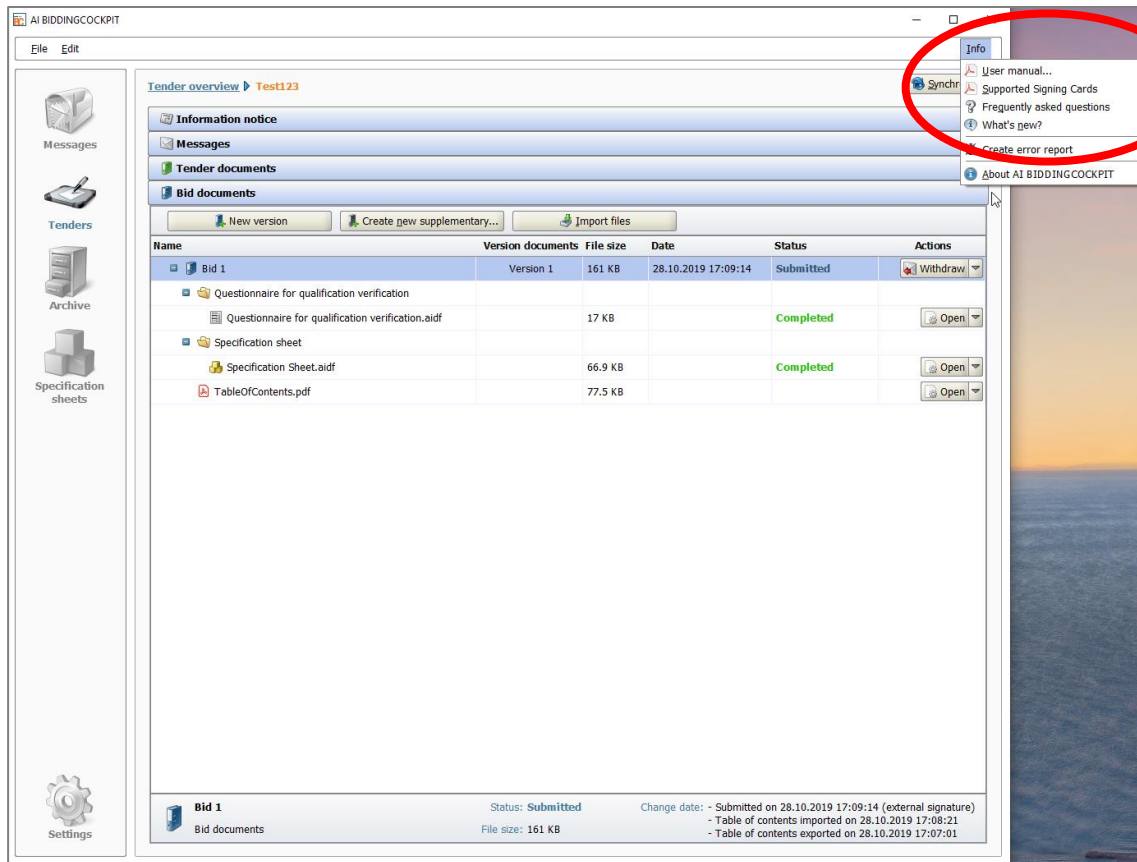 AI BIDDINGCOCKPIT
File Edit Info
User manual...
Supported Signing Cards
Frequently asked questions
What's new?
Create error report
About AI BIDDINGCOCKPIT
Messages
Tenders
Archive
Specification
sheets
Settings
Tender overview Test123
Information notice
Messages
Tender documents
Bid documents
New version Create new supplementary... Import files
Name Version documents File size Date Status Actions
Bid 1 Version 1 161 KB 28.10.2019 17:09:14 Submitted Withdraw
Questionnaire for qualification verification
Questionnaire for qualification verification.aidf 17 KB Completed Open
Specification sheet
Specification Sheet.aidf 66.9 KB Completed Open
TableOfContents.pdf 77.5 KB Open
Bid 1 Status: Submitted Change date: - Submitted on 28.10.2019 17:09:14 (external signature)
- Table of contents imported on 28.10.2019 17:08:21
Bid documents File size: 161 KB
- Table of contents exported on 28.10.2019 17:07:01